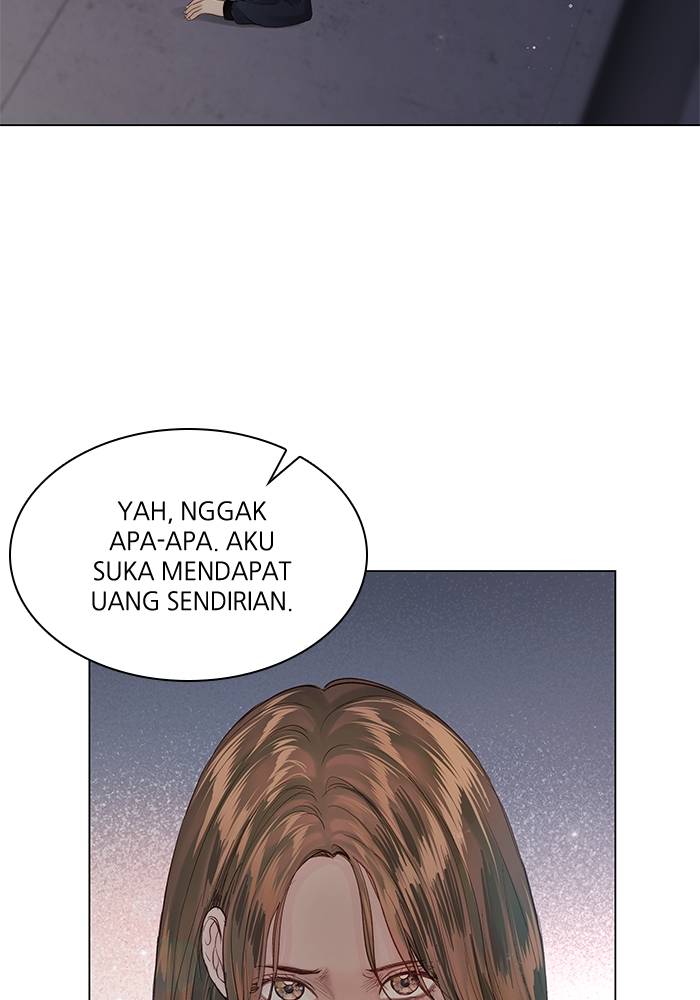 YAH, NGGAK
APA-APA. AKU
SUKA MENDAPAT
UANG SENDIRIAN.